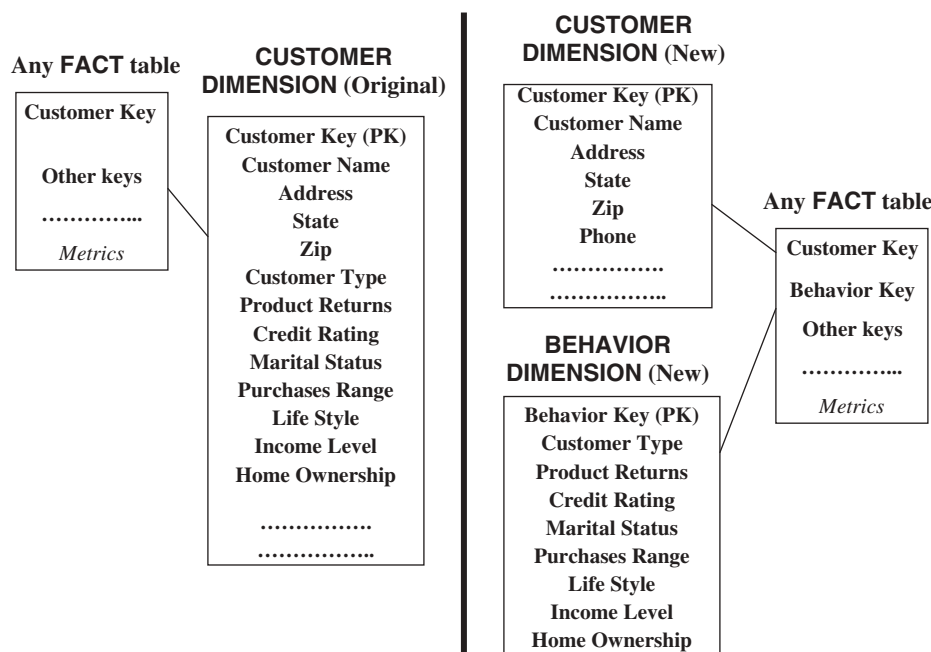 Any FACT table
Customer Key
Other keys
…………...
Metrics
CUSTOMER
DIMENSION (Original)
Customer Key (PK)
Customer Name
Address
State
Zip
Customer Type
Product Returns
Credit Rating
Marital Status
Purchases Range
Life Style
Income Level
Home Ownership
…………….
……………..
CUSTOMER
DIMENSION (New)
Customer Key (PK)
Customer Name
Address
State
Zip
Phone
…………….
……………..
BEHAVIOR
DIMENSION (New)
Behavior Key (PK)
Customer Type
Product Returns
Credit Rating
Marital Status
Purchases Range
Life Style
Income Level
Home Ownership
Any FACT table
Customer Key
Behavior Key
Other keys
…………...
Metrics